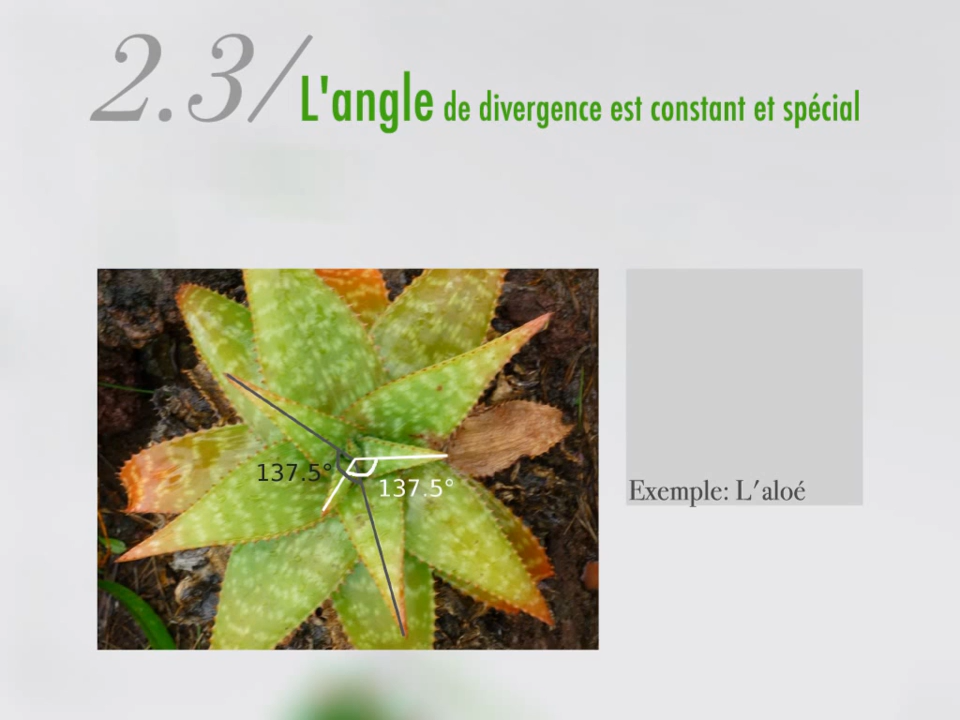 2.3/ L'angle de divergence est constant et spécial
137.5°
137.5°
Exemple: L'aloé